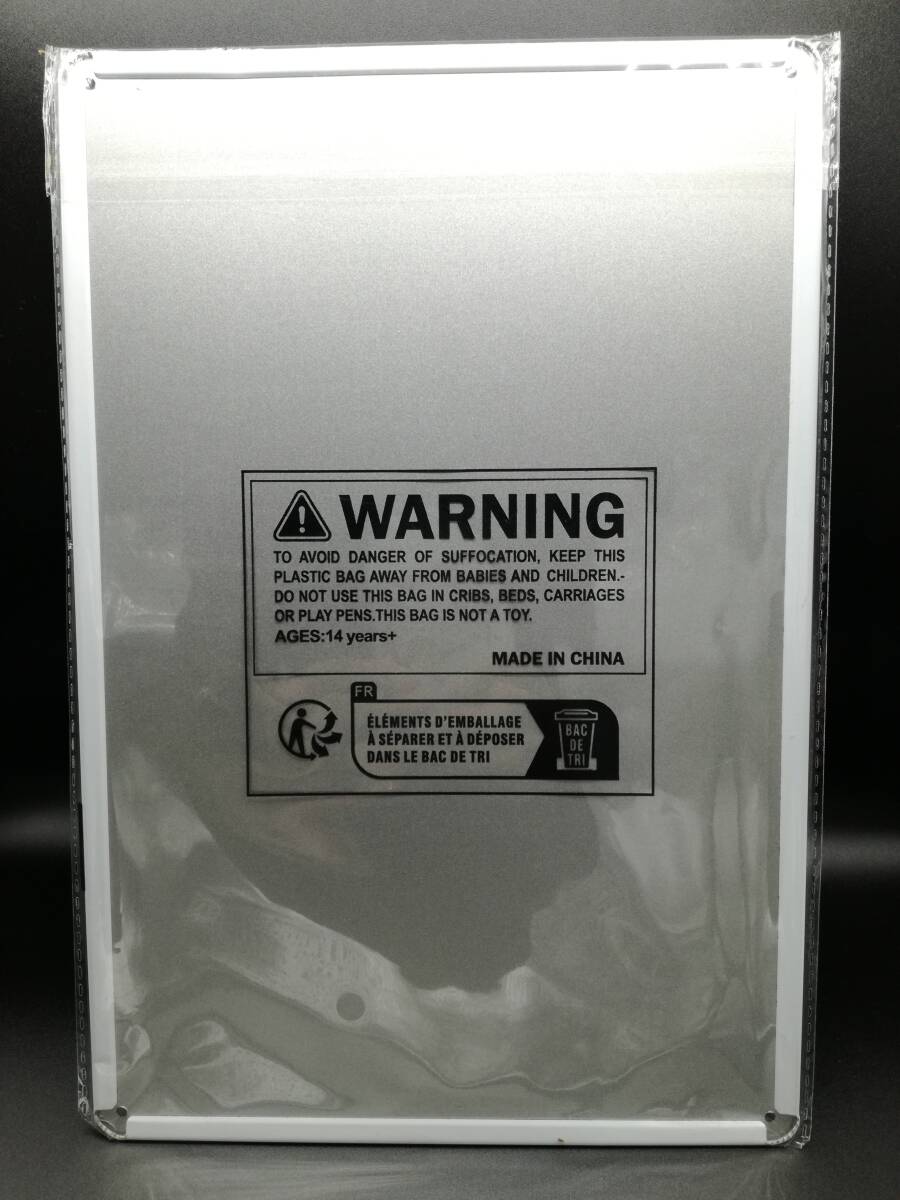 WARNING
TO AVOID DANGER OF SUFFOCATION, KEEP THIS
PLASTIC BAG AWAY FROM BABIES AND CHILDREN.-
DO NOT USE THIS BAG IN CRIBS, BEDS, CARRIAGES
OR PLAY PENS.THIS BAG IS NOT A TOY.
AGES:14 years+
MADE IN CHINA
FR
ÉLÉMENTS D'EMBALLAGE
À SÉPARER ET À DÉPOSER
DANS LE BAC DE TRI
BAC
DE
TRI